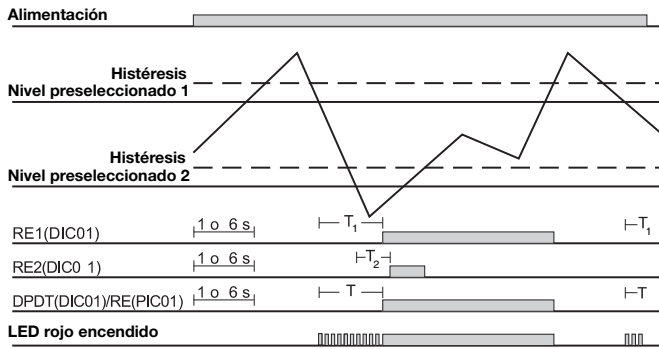 Alimentación
Histéresis
Nivel preseleccionado 1
Histéresis
Nivel preseleccionado 2
RE1(DIC01) 1 o 6 s T1 T1
RE2(DIC0 1) 1 o 6 s T2
DPDT(DIC01)/RE(PIC01) 1 o 6 s T T
LED rojo encendido